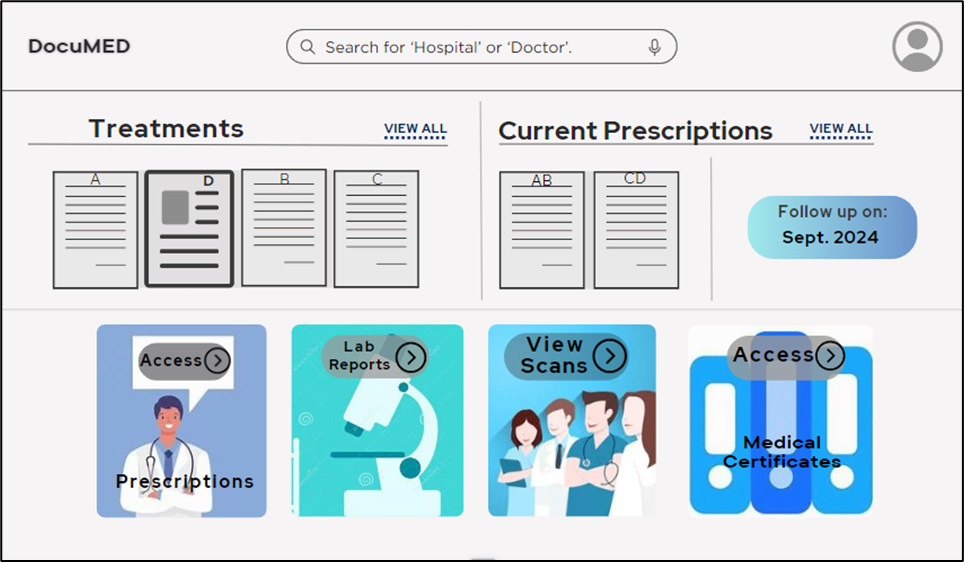 DocuMED
Search for ‘Hospital’ or ‘Doctor’.
Treatments
VIEW ALL
A
D
B
C
Current Prescriptions
VIEW ALL
AB
CD
Follow up on:
Sept. 2024
Access
Prescriptions
Lab
Reports
View
Scans
Access
Medical
Certificates